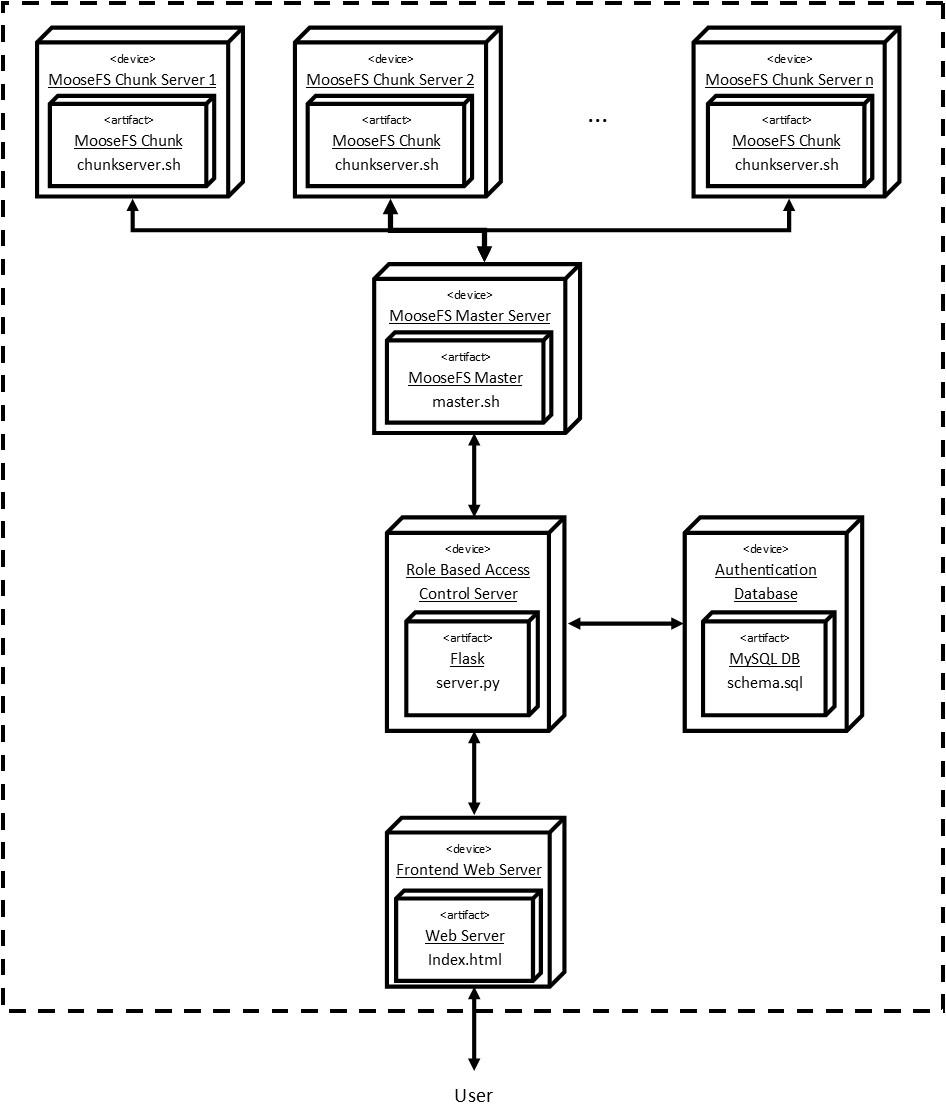 <device>
MooseFS Chunk Server 1
<artifact>
MooseFS Chunk
chunkserver.sh
<device>
MooseFS Chunk Server 2
<artifact>
MooseFS Chunk
chunkserver.sh
...
<device>
MooseFS Chunk Server n
<artifact>
MooseFS Chunk
chunkserver.sh
<device>
MooseFS Master Server
<artifact>
MooseFS Master
master.sh
<device>
Role Based Access
Control Server
<artifact>
Flask
server.py
<device>
Authentication
Database
<artifact>
MySQL DB
schema.sql
<device>
Frontend Web Server
<artifact>
Web Server
Index.html
User